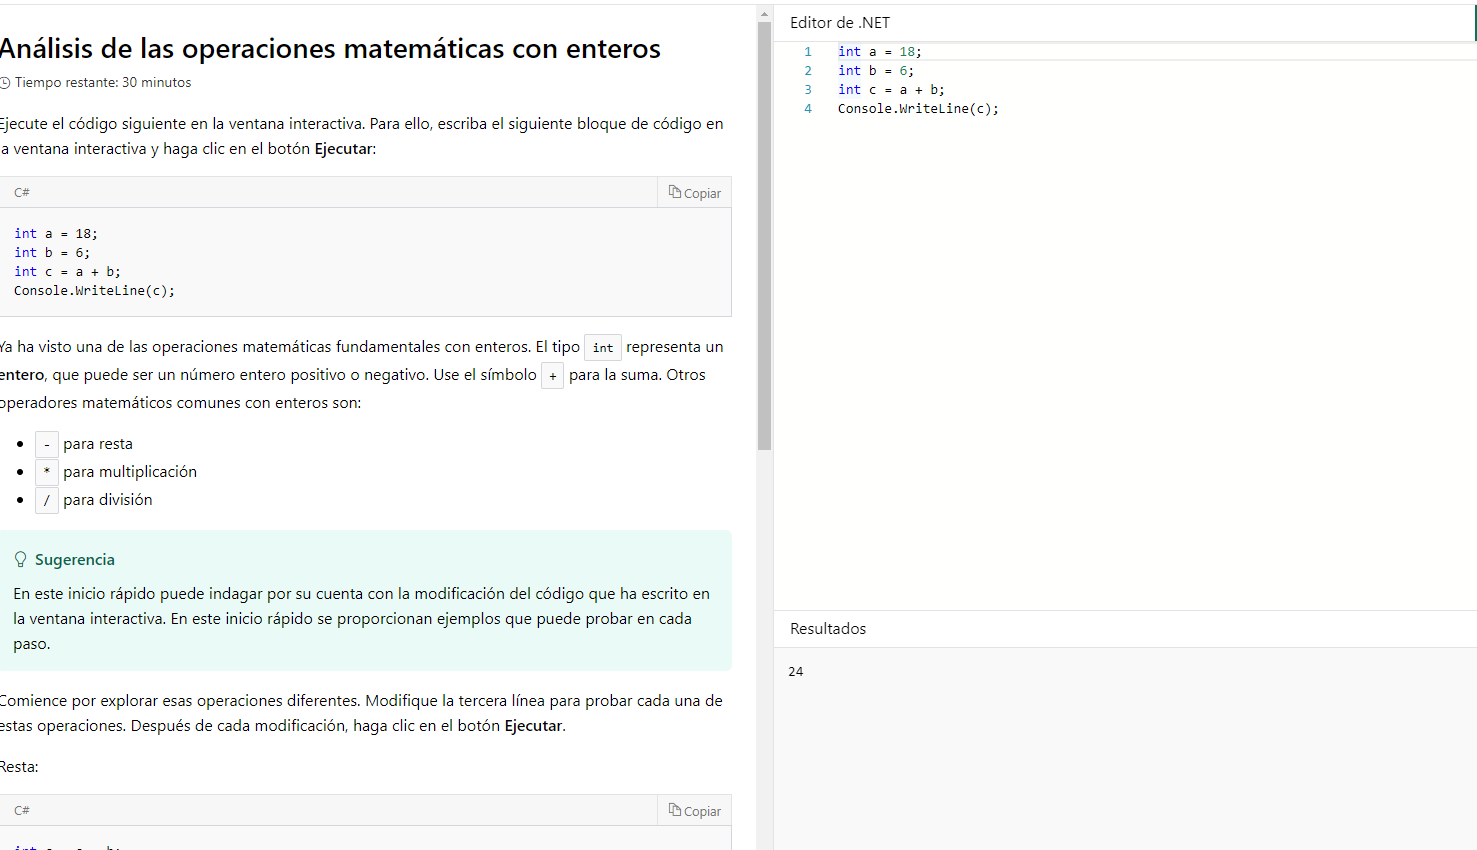 Análisis de las operaciones matemáticas con enteros
Tiempo restante: 30 minutos
Ejecute el código siguiente en la ventana interactiva. Para ello, escriba el siguiente bloque de código en
la ventana interactiva y haga clic en el botón Ejecutar:
C#
Copiar
int a = 18;
int b = 6;
int c = a + b;
Console.WriteLine(c);
Ya ha visto una de las operaciones matemáticas fundamentales con enteros. El tipo int representa un
entero, que puede ser un número entero positivo o negativo. Use el símbolo + para la suma. Otros
operadores matemáticos comunes con enteros son:
- para resta
* para multiplicación
/ para división
Sugerencia
En este inicio rápido puede indagar por su cuenta con la modificación del código que ha escrito en
la ventana interactiva. En este inicio rápido se proporcionan ejemplos que puede probar en cada
paso.
Comience por explorar esas operaciones diferentes. Modifique la tercera línea para probar cada una de
estas operaciones. Después de cada modificación, haga clic en el botón Ejecutar.
Resta:
C#
Copiar
Editor de .NET
1 int a = 18;
2 int b = 6;
3 int c = a + b;
4 Console.WriteLine(c);
Resultados
24